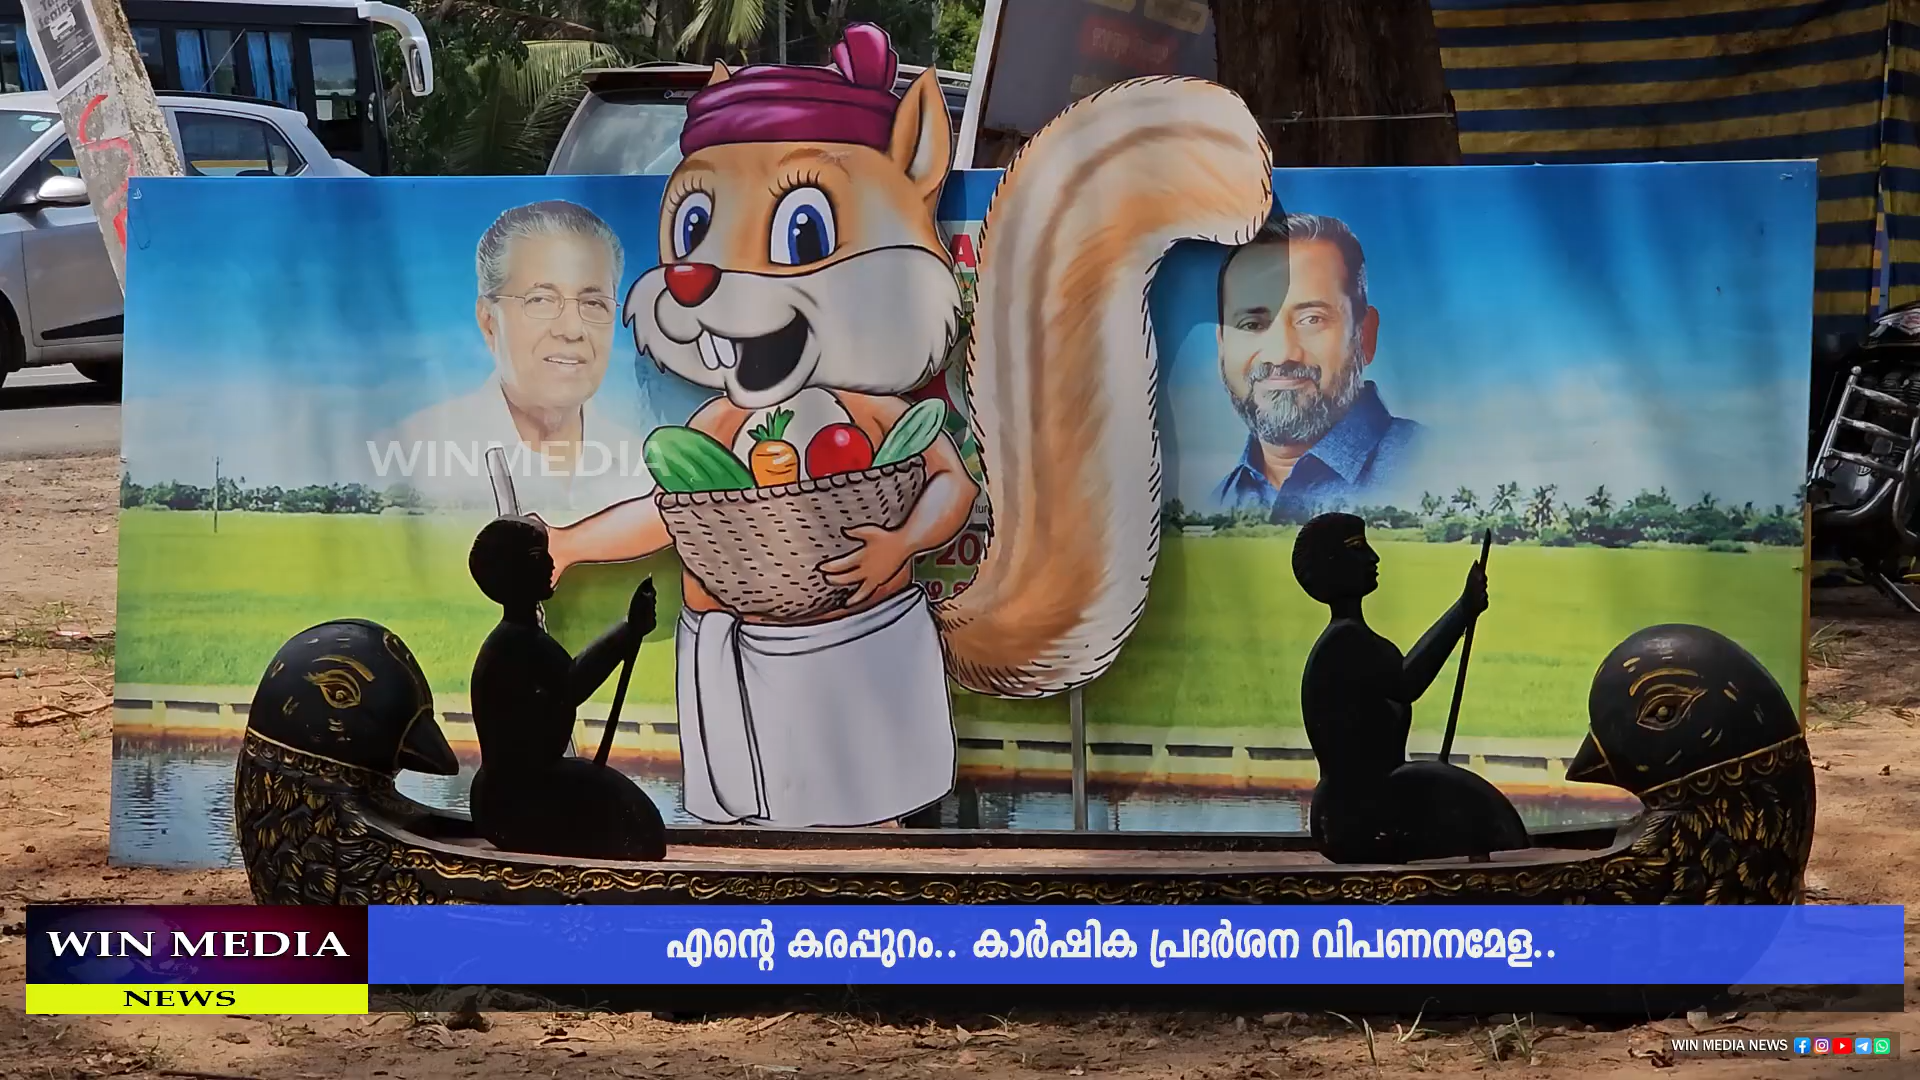 WINMEDIA
WIN MEDIA
NEWS
എന്റെ കരപ്പുറം.. കാർഷിക പ്രദർശന വിപണനമേള..
WIN MEDIA NEWS